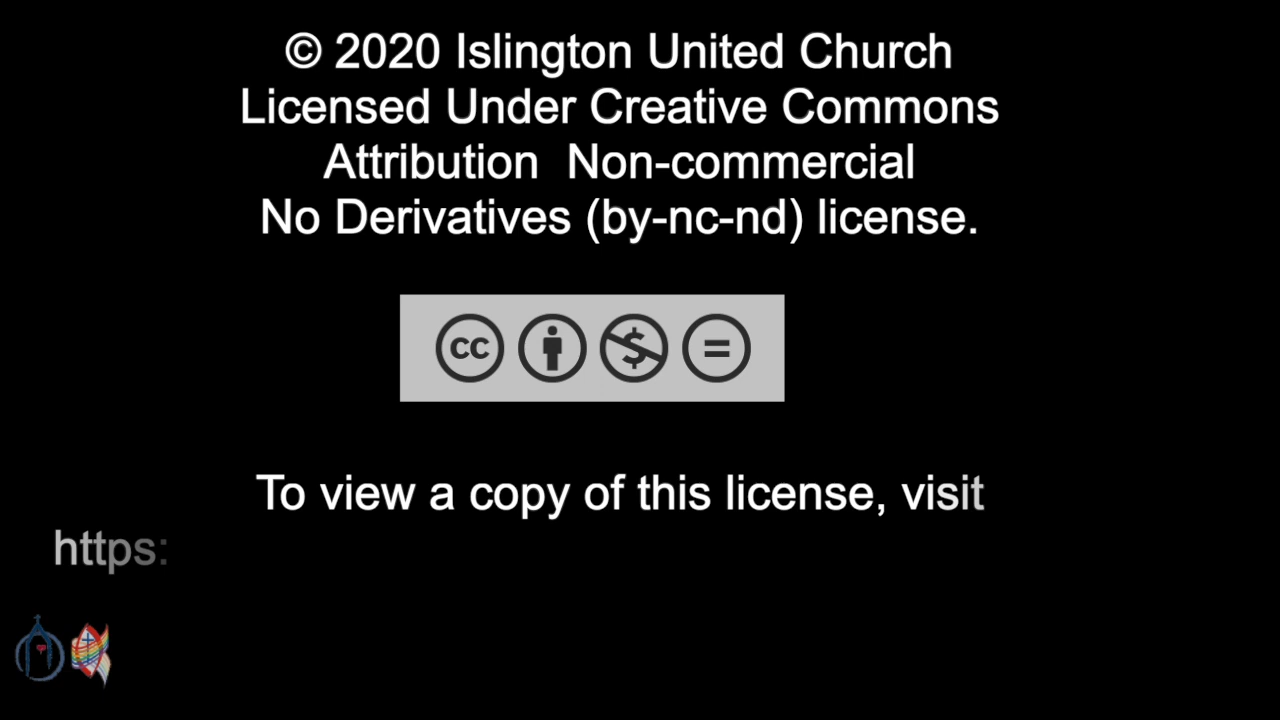 © 2020 Islington United Church
Licensed Under Creative Commons
Attribution  Non-commercial
No Derivatives (by-nc-nd) license.
cc
To view a copy of this license, visit
https: